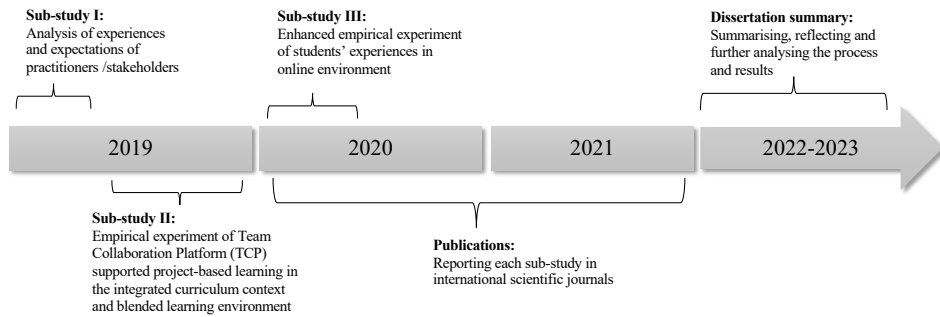 Sub-study I:
Analysis of experiences
and expectations of
practitioners /stakeholders
Sub-study III:
Enhanced empirical experiment
of students’ experiences in
online environment
Dissertation summary:
Summarising, reflecting and
further analysing the process
and results
2019
2020
2021
2022-2023
Sub-study II:
Empirical experiment of Team
Collaboration Platform (TCP)
supported project-based learning in
the integrated curriculum context
and blended learning environment
Publications:
Reporting each sub-study in
international scientific journals